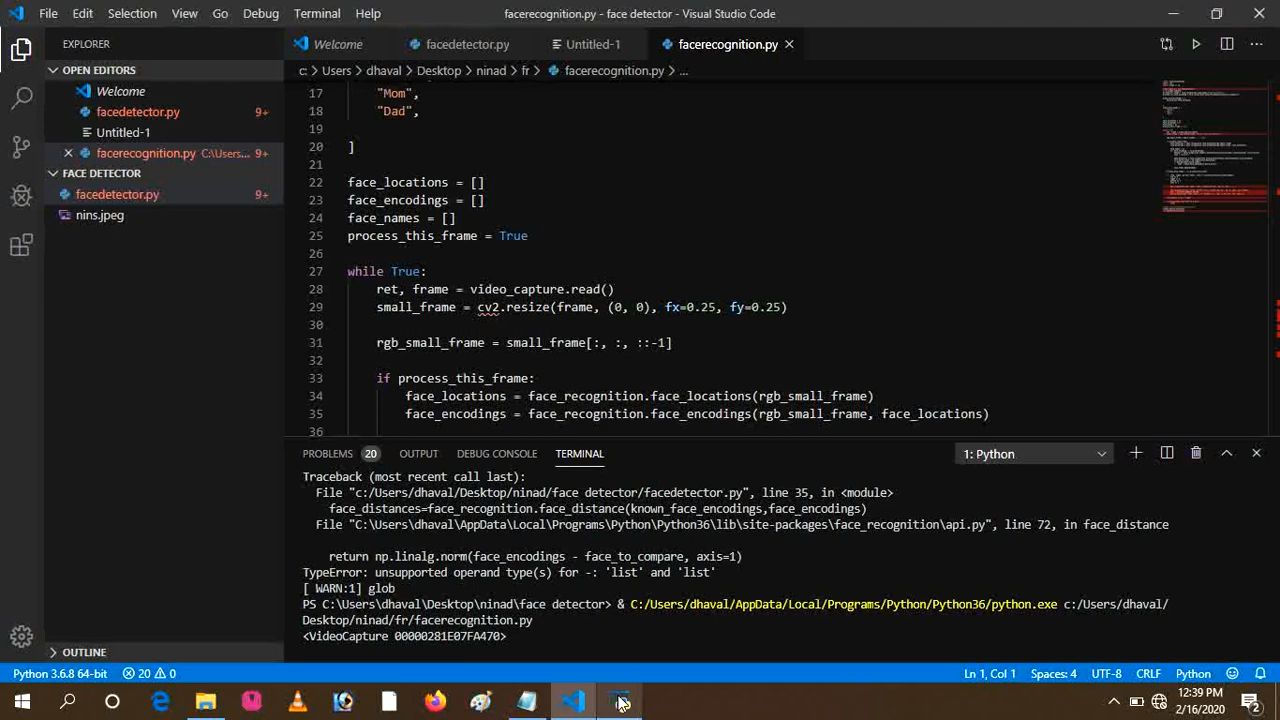 File Edit Selection View Go Debug Terminal Help facerecognition.py - face detector - Visual Studio Code
EXPLORER
OPEN EDITORS
Welcome
facedetector.py 9+
Untitled-1
facerecognition.py C:\Users... 9+
FACE DETECTOR
facedetector.py 9+
nins.jpeg
OUTLINE
Welcome facedetector.py Untitled-1 facerecognition.py
c: > Users > dhaval > Desktop > ninad > fr > facerecognition.py > ...
17 "Mom",
18 "Dad",
19
20 ]
21
22 face_locations = []
23 face_encodings = []
24 face_names = []
25 process_this_frame = True
26
27 while True:
28 ret, frame = video_capture.read()
29 small_frame = cv2.resize(frame, (0, 0), fx=0.25, fy=0.25)
30
31 rgb_small_frame = small_frame[:, :, ::-1]
32
33 if process_this_frame:
34 face_locations = face_recognition.face_locations(rgb_small_frame)
35 face_encodings = face_recognition.face_encodings(rgb_small_frame, face_locations)
36
PROBLEMS 20 OUTPUT DEBUG CONSOLE TERMINAL 1: Python
Traceback (most recent call last):
File "c:/Users/dhaval/Desktop/ninad/face detector/facedetector.py", line 35, in <module>
face_distances=face_recognition.face_distance(known_face_encodings,face_encodings)
File "C:\Users\dhaval\AppData\Local\Programs\Python\Python36\lib\site-packages\face_recognition\api.py", line 72, in face_distance
return np.linalg.norm(face_encodings - face_to_compare, axis=1)
TypeError: unsupported operand type(s) for -: 'list' and 'list'
[ WARN:1] glob
PS C:\Users\dhaval\Desktop\ninad\face detector> & C:/Users/dhaval/AppData/Local/Programs/Python/Python36/python.exe c:/Users/dhaval/
Desktop/ninad/fr/facerecognition.py
<VideoCapture 00000281E07FA470>
Python 3.6.8 64-bit 20 0 Ln 1, Col 1 Spaces: 4 UTF-8 CRLF Python
12:39 PM
2/16/2020
2